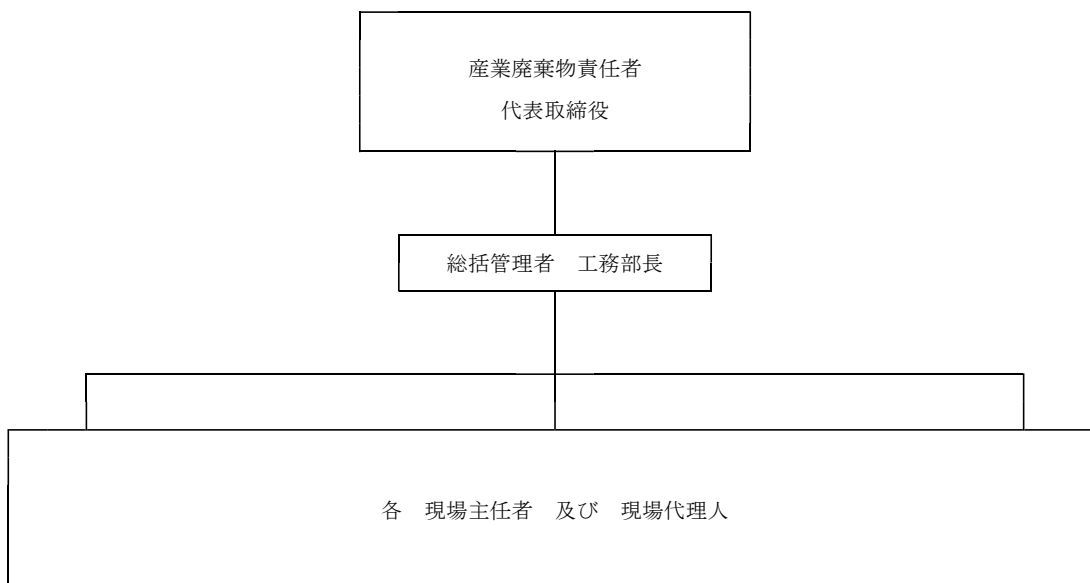 産業廃棄物責任者
代表取締役
総括管理者　工務部長
各　現場主任者　及び　現場代理人